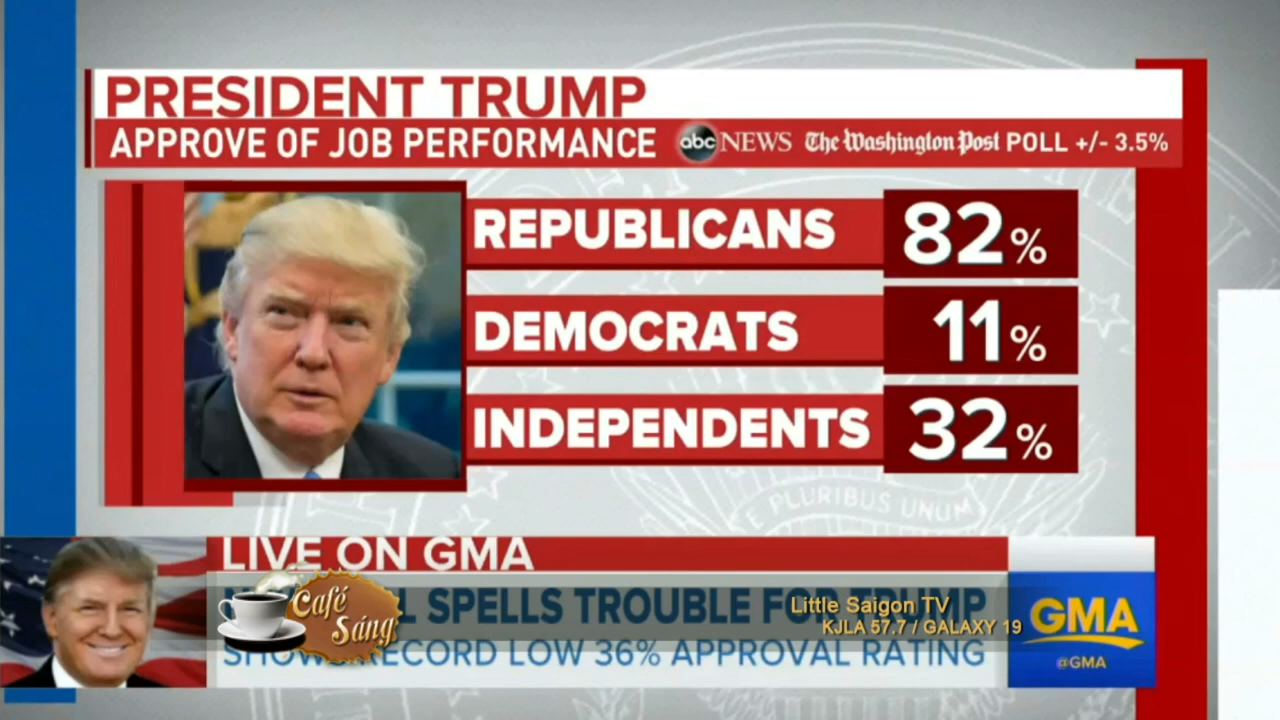 PRESIDENT TRUMP
APPROVE OF JOB PERFORMANCE abc NEWS The Washington Post POLL +/- 3.5%
REPUBLICANS 82%
DEMOCRATS 11%
INDEPENDENTS 32%
E PLURIBUS UNUM
LIVE ON GMA
SPELLS TROUBLE
RECORD LOW 36% APPROVAL RATING
Café Sáng
Little Saigon TV
KJLA 57.7 / GALAXY 19
GMA
@GMA